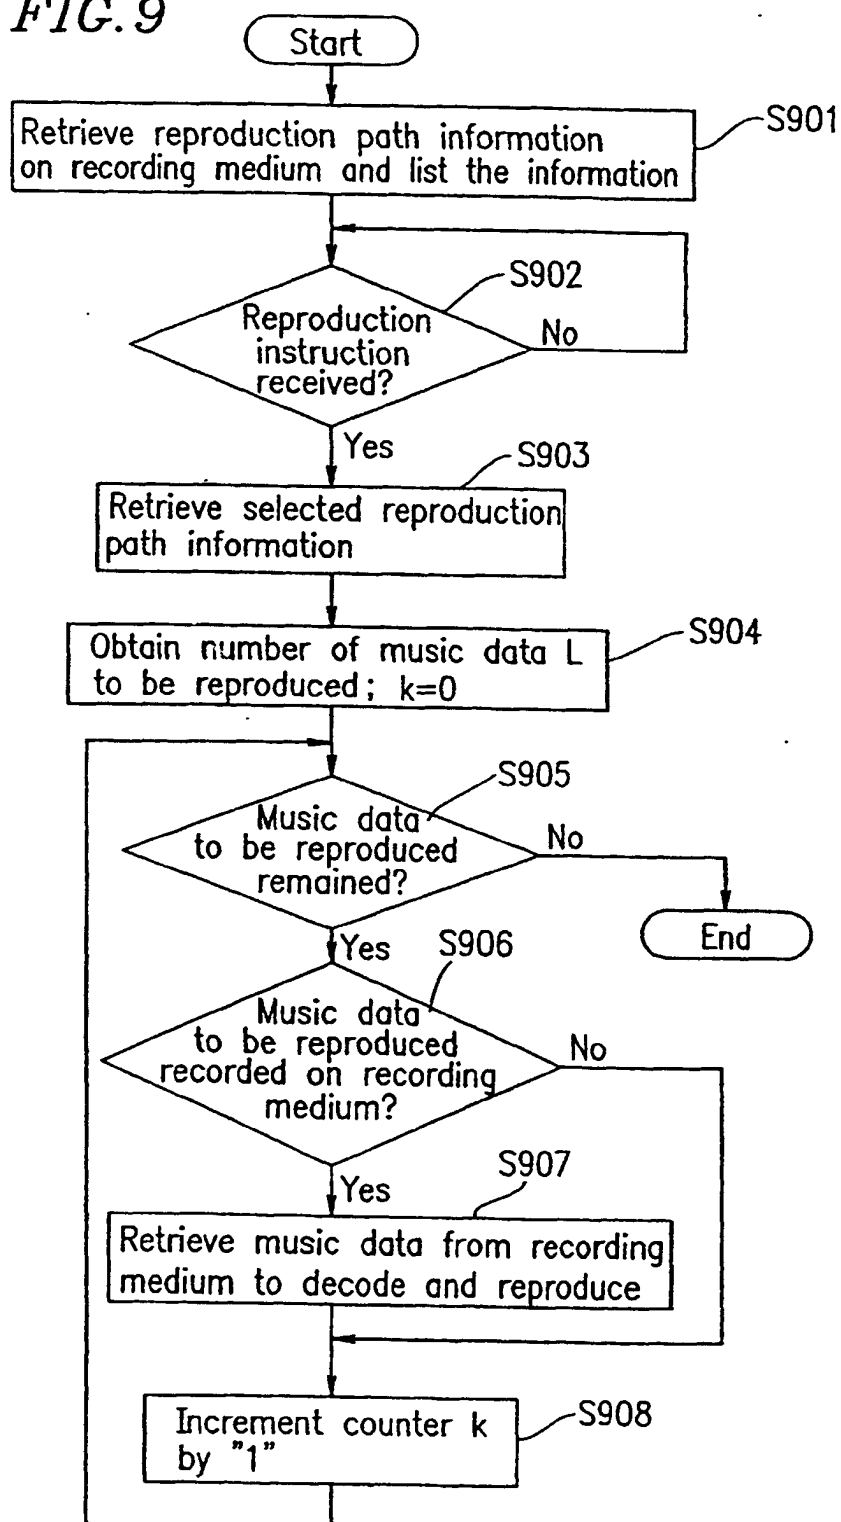 FIG. 9
Start
Retrieve reproduction path information
on recording medium and list the information
S901
Reproduction
instruction
received?
S902
No
Yes
Retrieve selected reproduction
path information
S903
Obtain number of music data L
to be reproduced; k=0
S904
Music data
to be reproduced
remained?
S905
No
End
Yes
Music data
to be reproduced
recorded on recording
medium?
S906
No
Yes
Retrieve music data from recording
medium to decode and reproduce
S907
Increment counter k
by "1"
S908